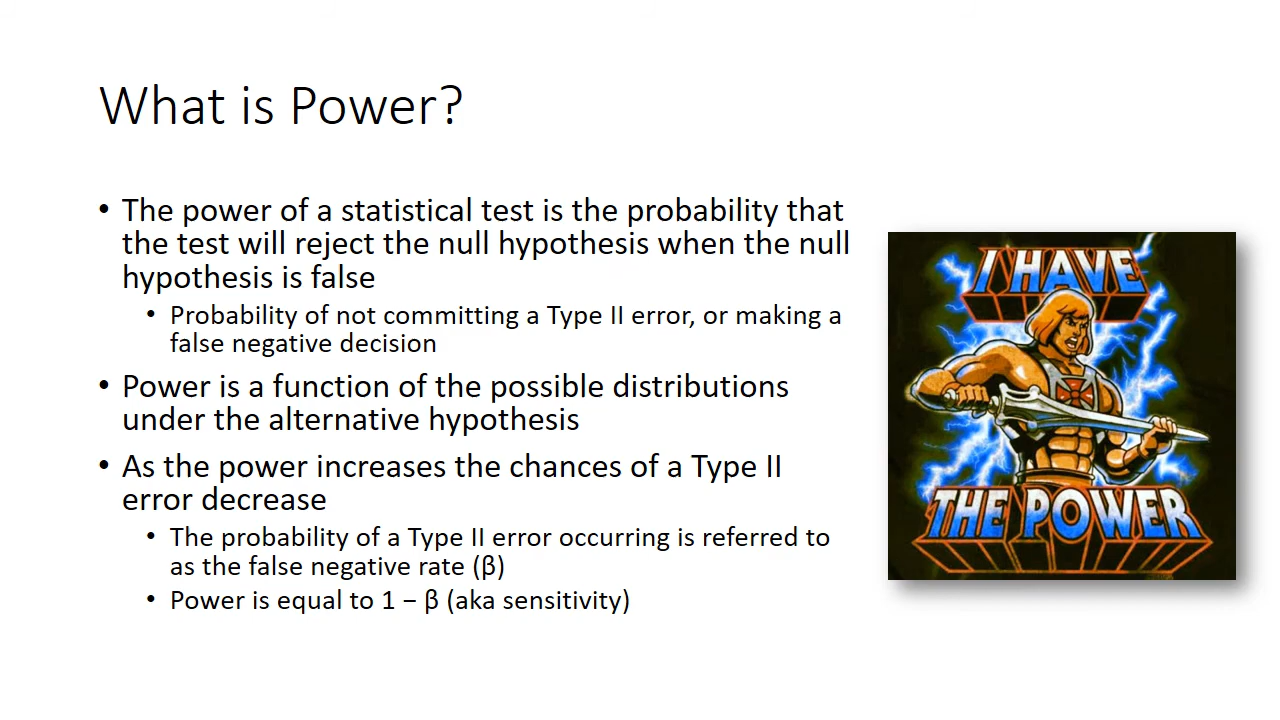 What is Power?
• The power of a statistical test is the probability that
the test will reject the null hypothesis when the null
hypothesis is false
• Probability of not committing a Type II error, or making a
false negative decision
• Power is a function of the possible distributions
under the alternative hypothesis
• As the power increases the chances of a Type II
error decrease
• The probability of a Type II error occurring is referred to
as the false negative rate (β)
• Power is equal to 1 − β (aka sensitivity)
I HAVE
THE POWER